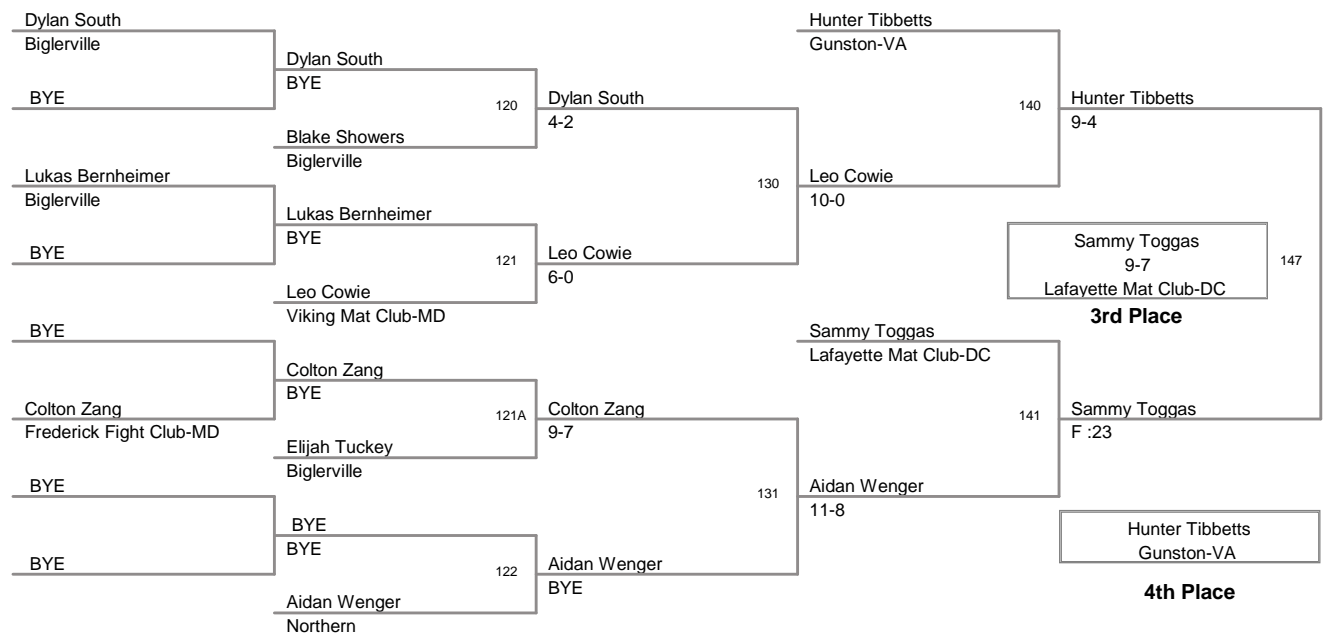 Dylan South
Biglerville
BYE
Lukas Bernheimer
Biglerville
BYE
BYE
Colton Zang
Frederick Fight Club-MD
BYE
BYE
Dylan South
BYE
120
Blake Showers
Biglerville
Lukas Bernheimer
BYE
121
Leo Cowie
Viking Mat Club-MD
Colton Zang
BYE
121A
Elijah Tuckey
Biglerville
BYE
BYE
122
Aidan Wenger
Northern
Dylan South
4-2
130
Leo Cowie
6-0
Colton Zang
9-7
131
Aidan Wenger
BYE
Hunter Tibbetts
Gunston-VA
140
Leo Cowie
10-0
Sammy Toggas
Lafayette Mat Club-DC
141
Aidan Wenger
11-8
Hunter Tibbetts
9-4
147
Sammy Toggas
F :23
Sammy Toggas
9-7
Lafayette Mat Club-DC
3rd Place
Hunter Tibbetts
Gunston-VA
4th Place